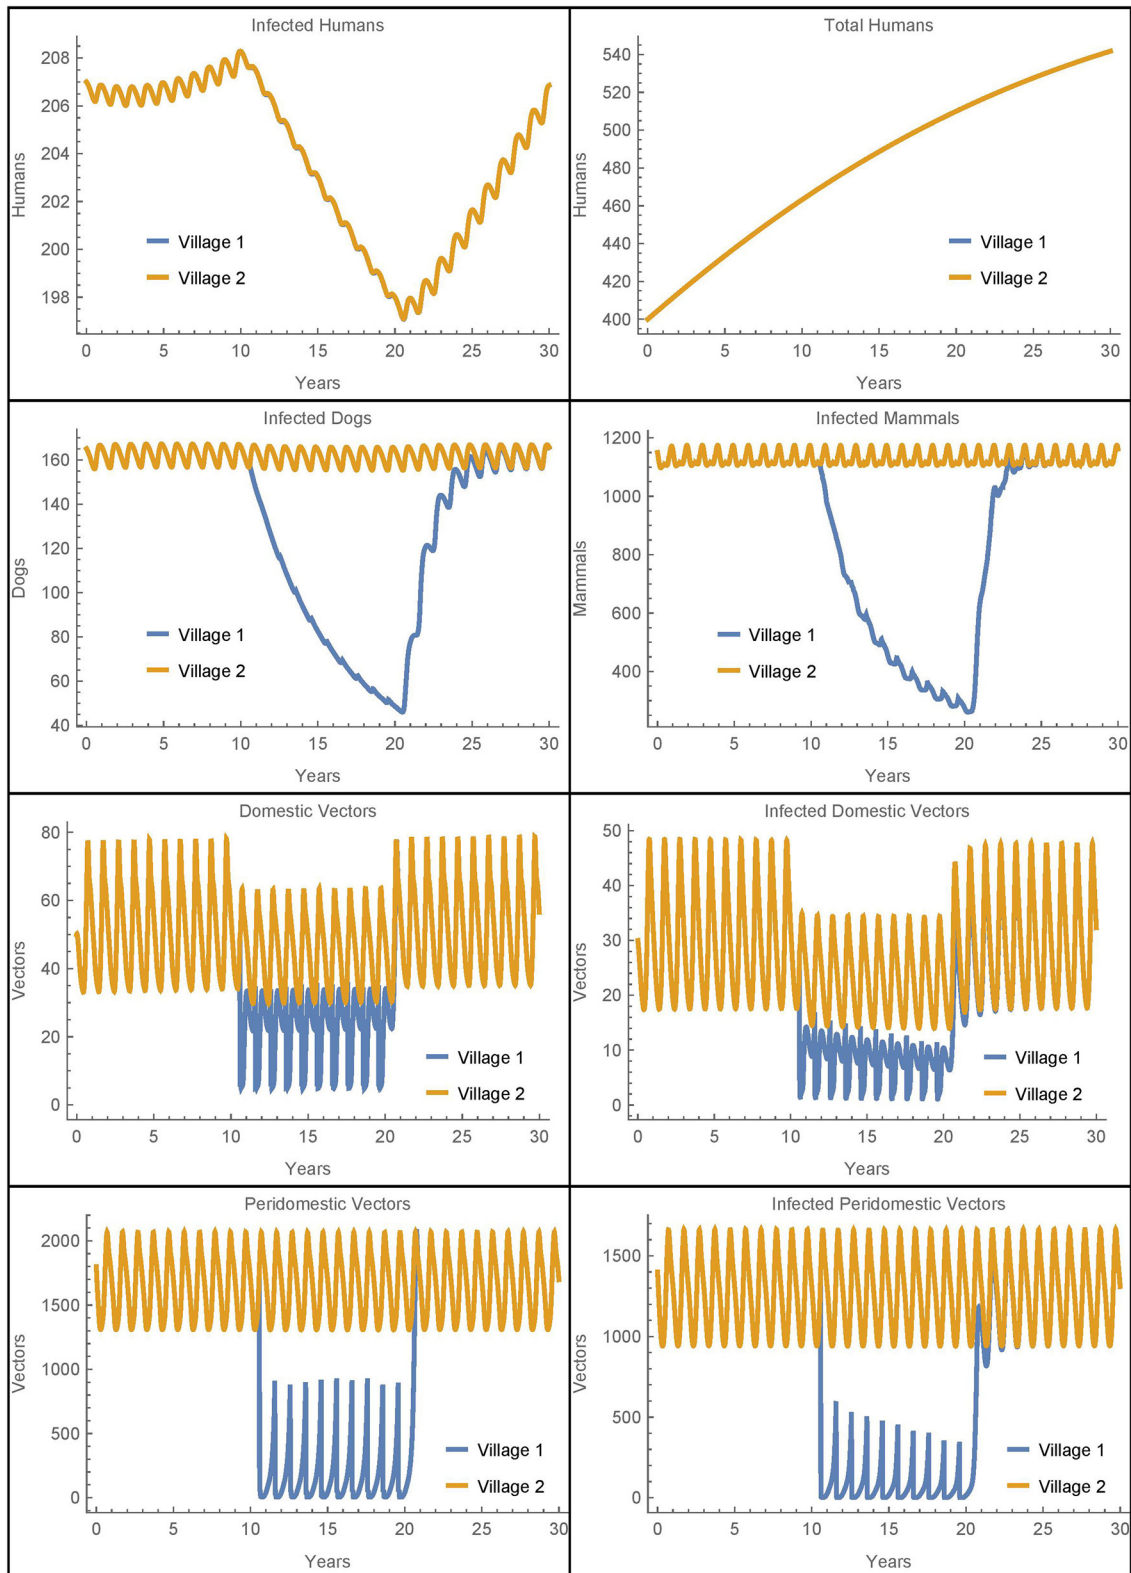 Infected Humans
208
206
204
202
200
198
Humans
Village 1
Village 2
0 5 10 15 20 25 30
Years
Total Humans
540
520
500
480
460
440
420
400
Humans
Village 1
Village 2
0 5 10 15 20 25 30
Years
Infected Dogs
160
140
120
100
80
60
40
Dogs
Village 1
Village 2
0 5 10 15 20 25 30
Years
Infected Mammals
1200
1000
800
600
400
Mammals
Village 1
Village 2
0 5 10 15 20 25 30
Years
Domestic Vectors
80
60
40
20
0
Vectors
Village 1
Village 2
0 5 10 15 20 25 30
Years
Infected Domestic Vectors
50
40
30
20
10
0
Vectors
Village 1
Village 2
0 5 10 15 20 25 30
Years
Peridomestic Vectors
2000
1500
1000
500
0
Vectors
Village 1
Village 2
0 5 10 15 20 25 30
Years
Infected Peridomestic Vectors
1500
1000
500
0
Vectors
Village 1
Village 2
0 5 10 15 20 25 30
Years